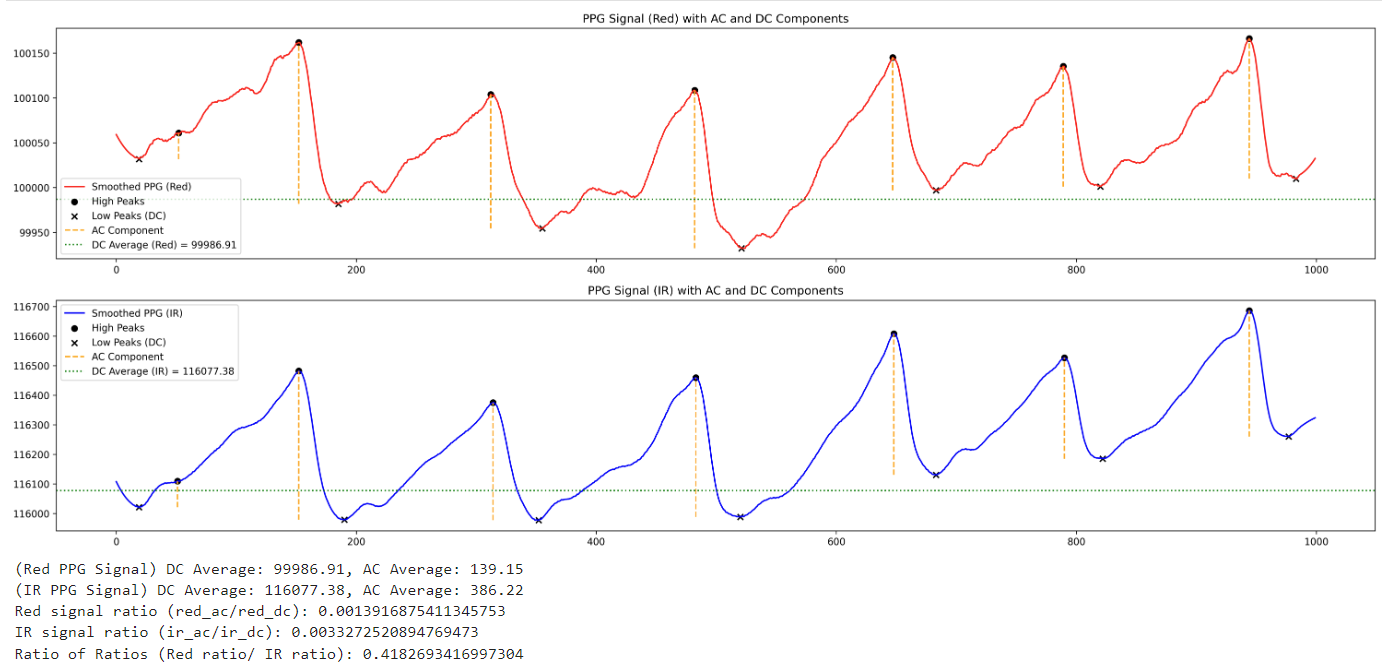 PPG Signal (Red) with AC and DC Components
100150
100100
100050
100000
99950
Smoothed PPG (Red)
High Peaks
Low Peaks (DC)
AC Component
DC Average (Red) = 99986.91
0 200 400 600 800 1000
PPG Signal (IR) with AC and DC Components
116700
116600
116500
116400
116300
116200
116100
116000
Smoothed PPG (IR)
High Peaks
Low Peaks (DC)
AC Component
DC Average (IR) = 116077.38
0 200 400 600 800 1000
(Red PPG Signal) DC Average: 99986.91, AC Average: 139.15
(IR PPG Signal) DC Average: 116077.38, AC Average: 386.22
Red signal ratio (red_ac/red_dc): 0.0013916875411345753
IR signal ratio (ir_ac/ir_dc): 0.0033272520894769473
Ratio of Ratios (Red ratio/ IR ratio): 0.4182693416997304